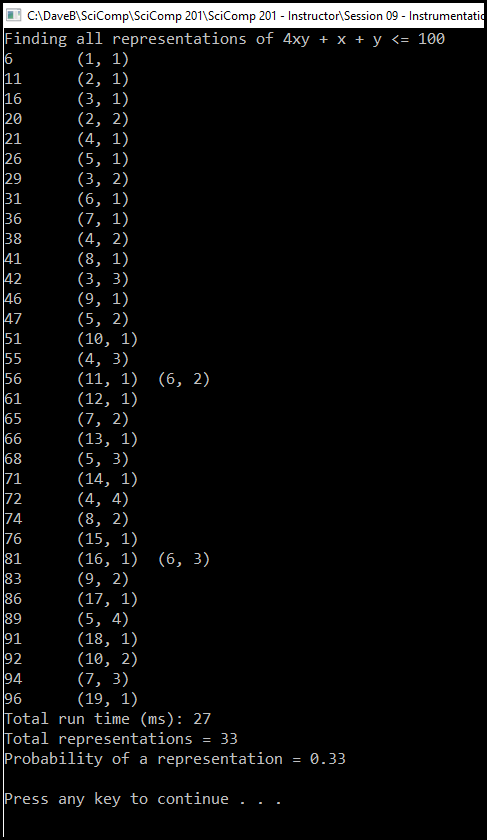 C:\DaveB\SciComp\SciComp 201\SciComp 201 - Instructor\Session 09 - Instrumentatic
Finding all representations of 4xy + x + y <= 100
6 (1, 1)
11 (2, 1)
16 (3, 1)
20 (2, 2)
21 (4, 1)
26 (5, 1)
29 (3, 2)
31 (6, 1)
36 (7, 1)
38 (4, 2)
41 (8, 1)
42 (3, 3)
46 (9, 1)
47 (5, 2)
51 (10, 1)
55 (4, 3)
56 (11, 1) (6, 2)
61 (12, 1)
65 (7, 2)
66 (13, 1)
68 (5, 3)
71 (14, 1)
72 (4, 4)
74 (8, 2)
76 (15, 1)
81 (16, 1) (6, 3)
83 (9, 2)
86 (17, 1)
89 (5, 4)
91 (18, 1)
92 (10, 2)
94 (7, 3)
96 (19, 1)
Total run time (ms): 27
Total representations = 33
Probability of a representation = 0.33
Press any key to continue . . .